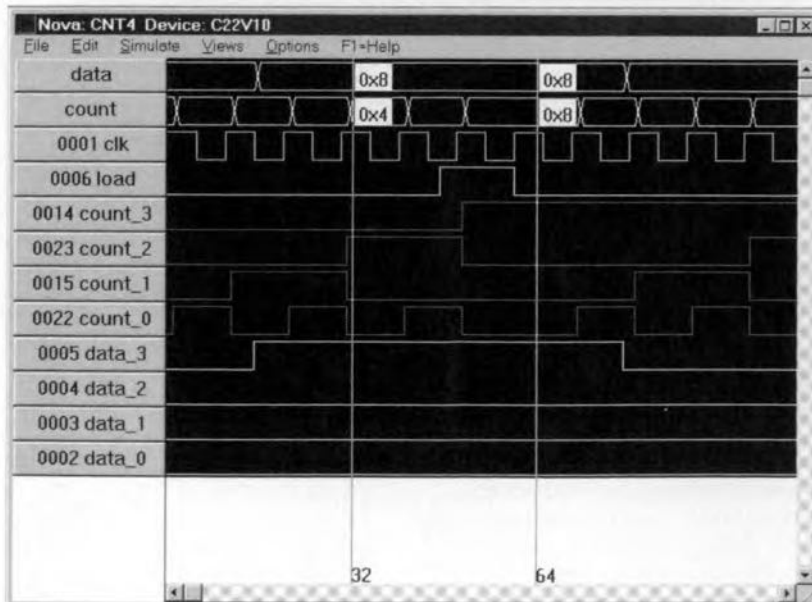 Nova: CNT4 Device: C22V10
File Edit Simulate Views Options F1=Help
data 0x8 0x8
count 0x4 0x8
0001 clk
0006 load
0014 count_3
0023 count_2
0015 count_1
0022 count_0
0005 data_3
0004 data_2
0003 data_1
0002 data_0
32 64